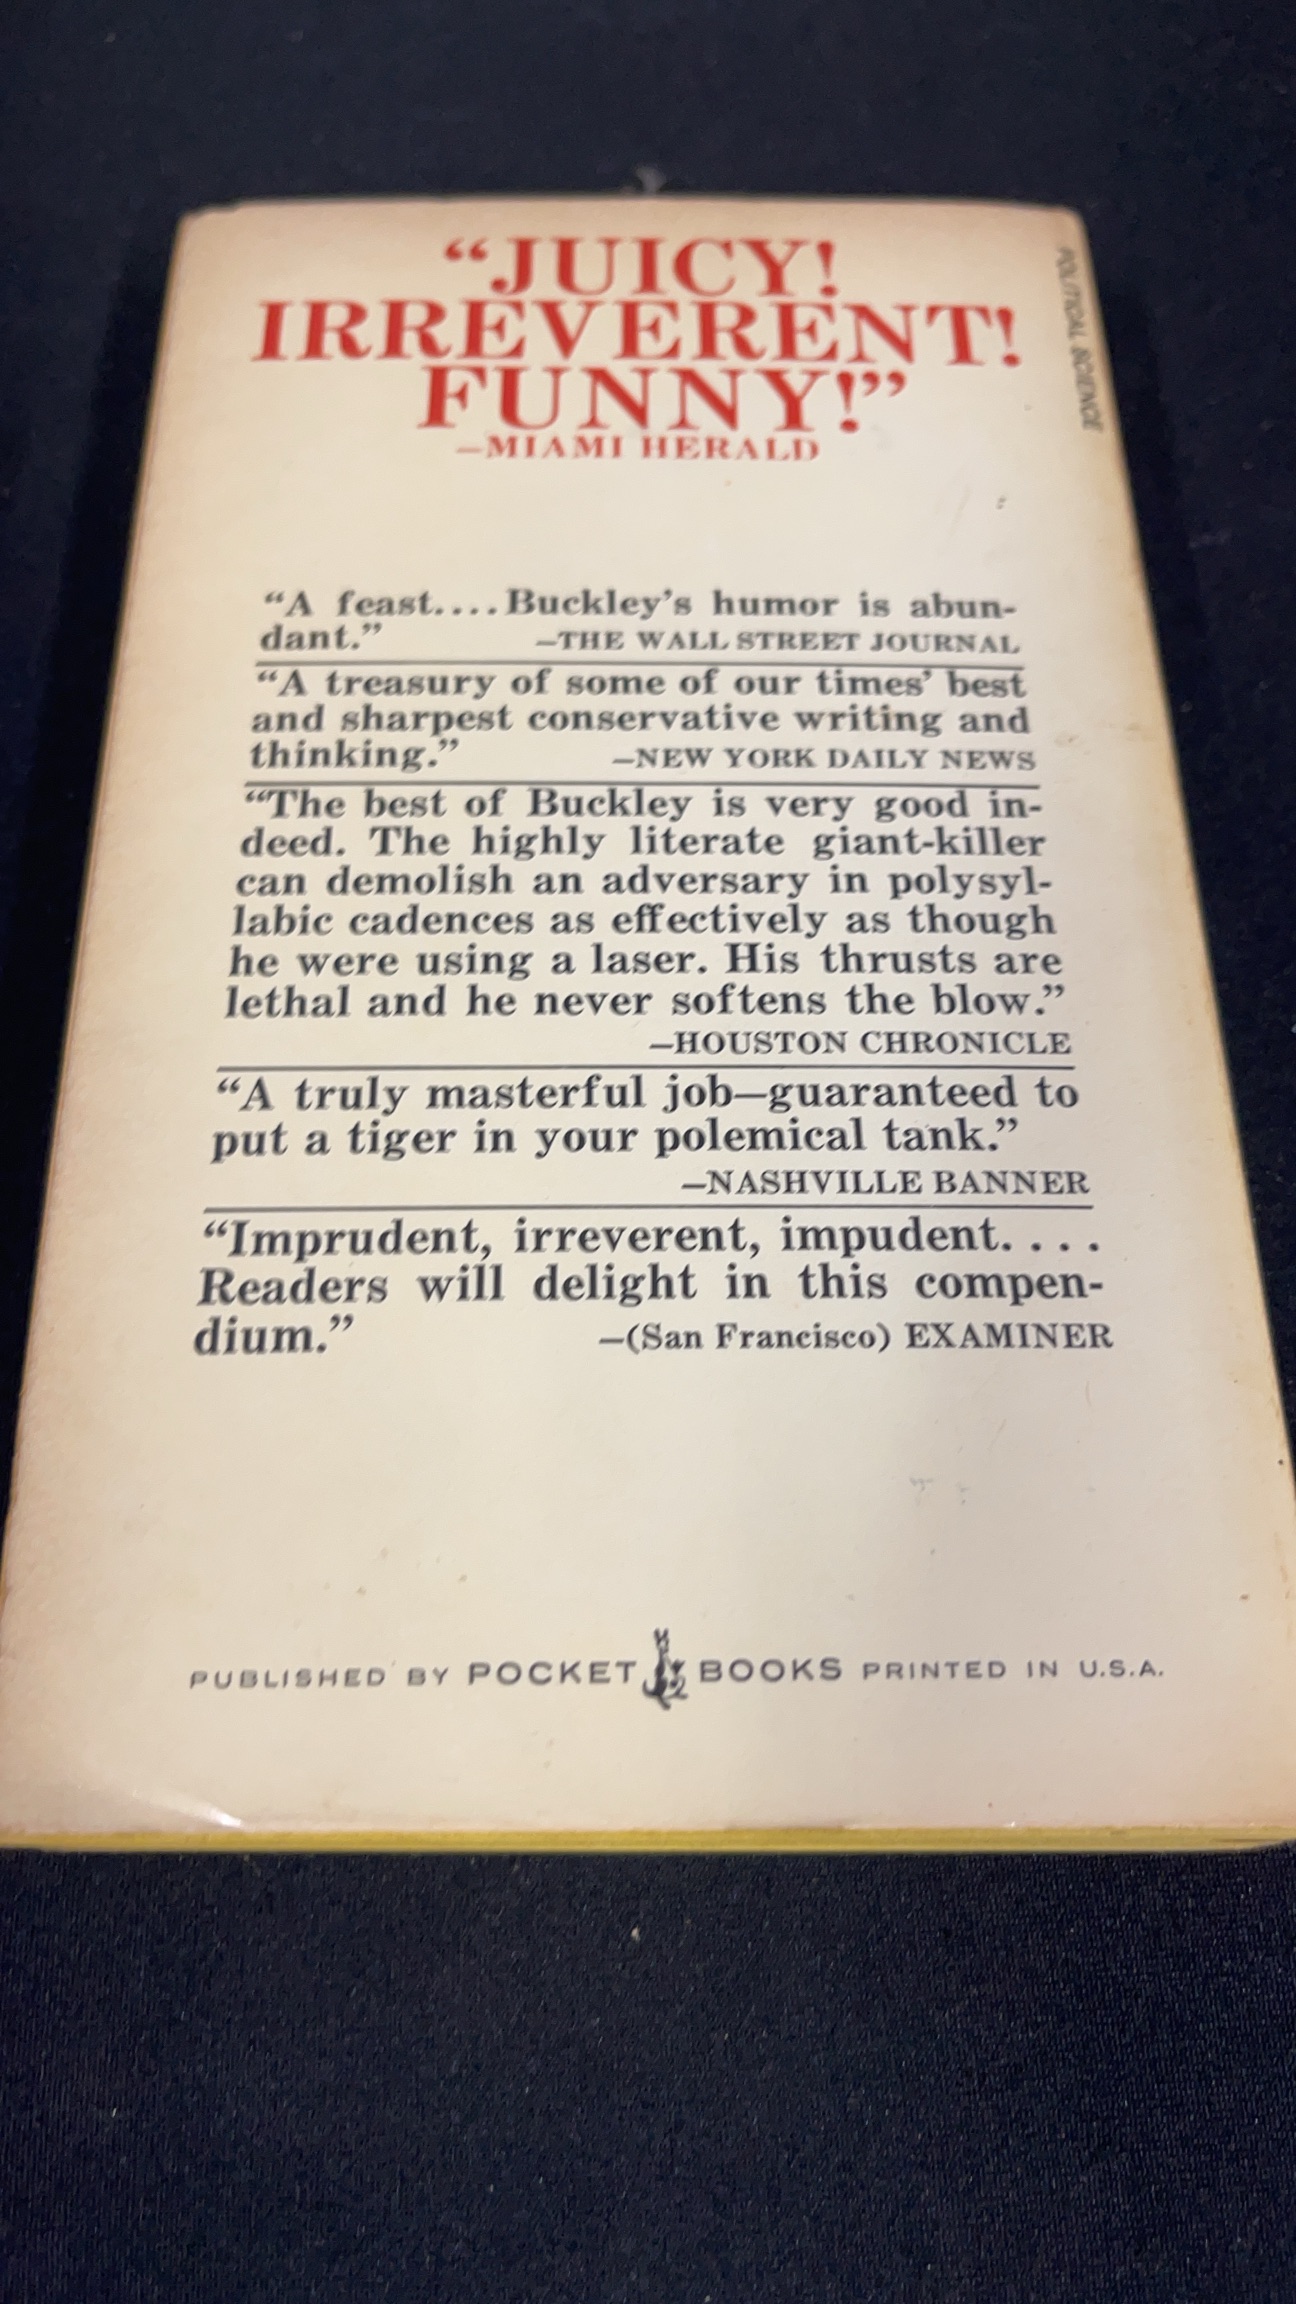 “JUICY!
IRREVERENT!
FUNNY!”
–MIAMI HERALD
POLITICAL SCIENCE
“A feast....Buckley’s humor is abun-
dant.” –THE WALL STREET JOURNAL
“A treasury of some of our times’ best
and sharpest conservative writing and
thinking.” –NEW YORK DAILY NEWS
“The best of Buckley is very good in-
deed. The highly literate giant-killer
can demolish an adversary in polysyl-
labic cadences as effectively as though
he were using a laser. His thrusts are
lethal and he never softens the blow.”
–HOUSTON CHRONICLE
“A truly masterful job—guaranteed to
put a tiger in your polemical tank.”
–NASHVILLE BANNER
“Imprudent, irreverent, impudent....
Readers will delight in this compen-
dium.” –(San Francisco) EXAMINER
PUBLISHED BY POCKET BOOKS PRINTED IN U.S.A.